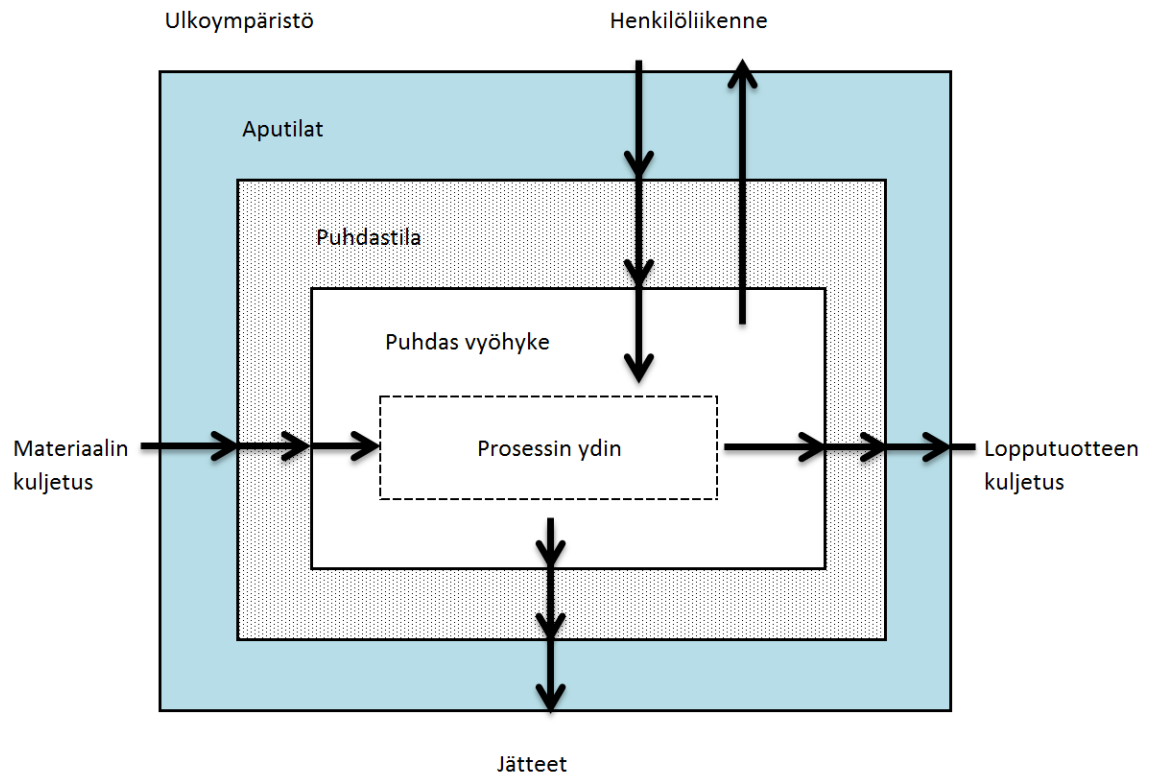 Ulkoympäristö
Henkilöliikenne
Aputilat
Puhdastila
Puhdas vyöhyke
Prosessin ydin
Materiaalin
kuljetus
Lopputuotteen
kuljetus
Jätteet